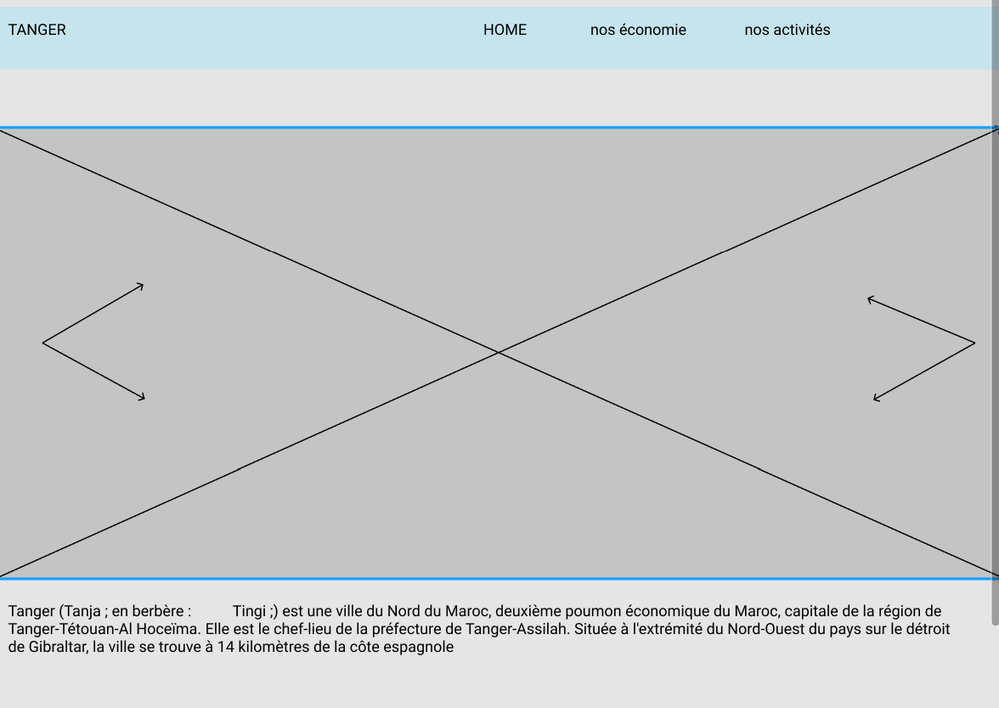 TANGER HOME nos économie nos activités
Tanger (Tanja ; en berbère : Tingi ;) est une ville du Nord du Maroc, deuxième poumon économique du Maroc, capitale de la région de
Tanger-Tétouan-Al Hoceïma. Elle est le chef-lieu de la préfecture de Tanger-Assilah. Située à l'extrémité du Nord-Ouest du pays sur le détroit
de Gibraltar, la ville se trouve à 14 kilomètres de la côte espagnole